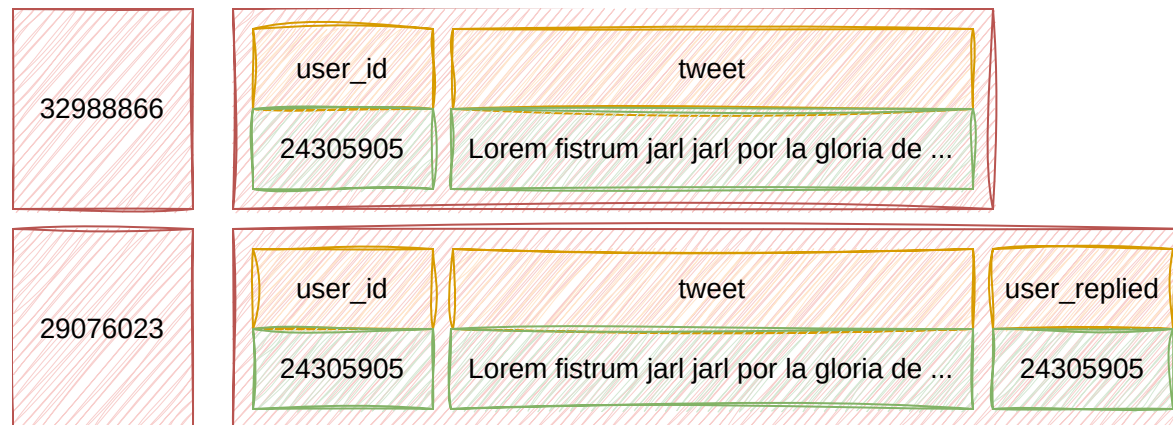 32988866
user_id
tweet
24305905
Lorem fistrum jarl jarl por la gloria de ...
29076023
user_id
tweet
user_replied
24305905
Lorem fistrum jarl jarl por la gloria de ...
24305905